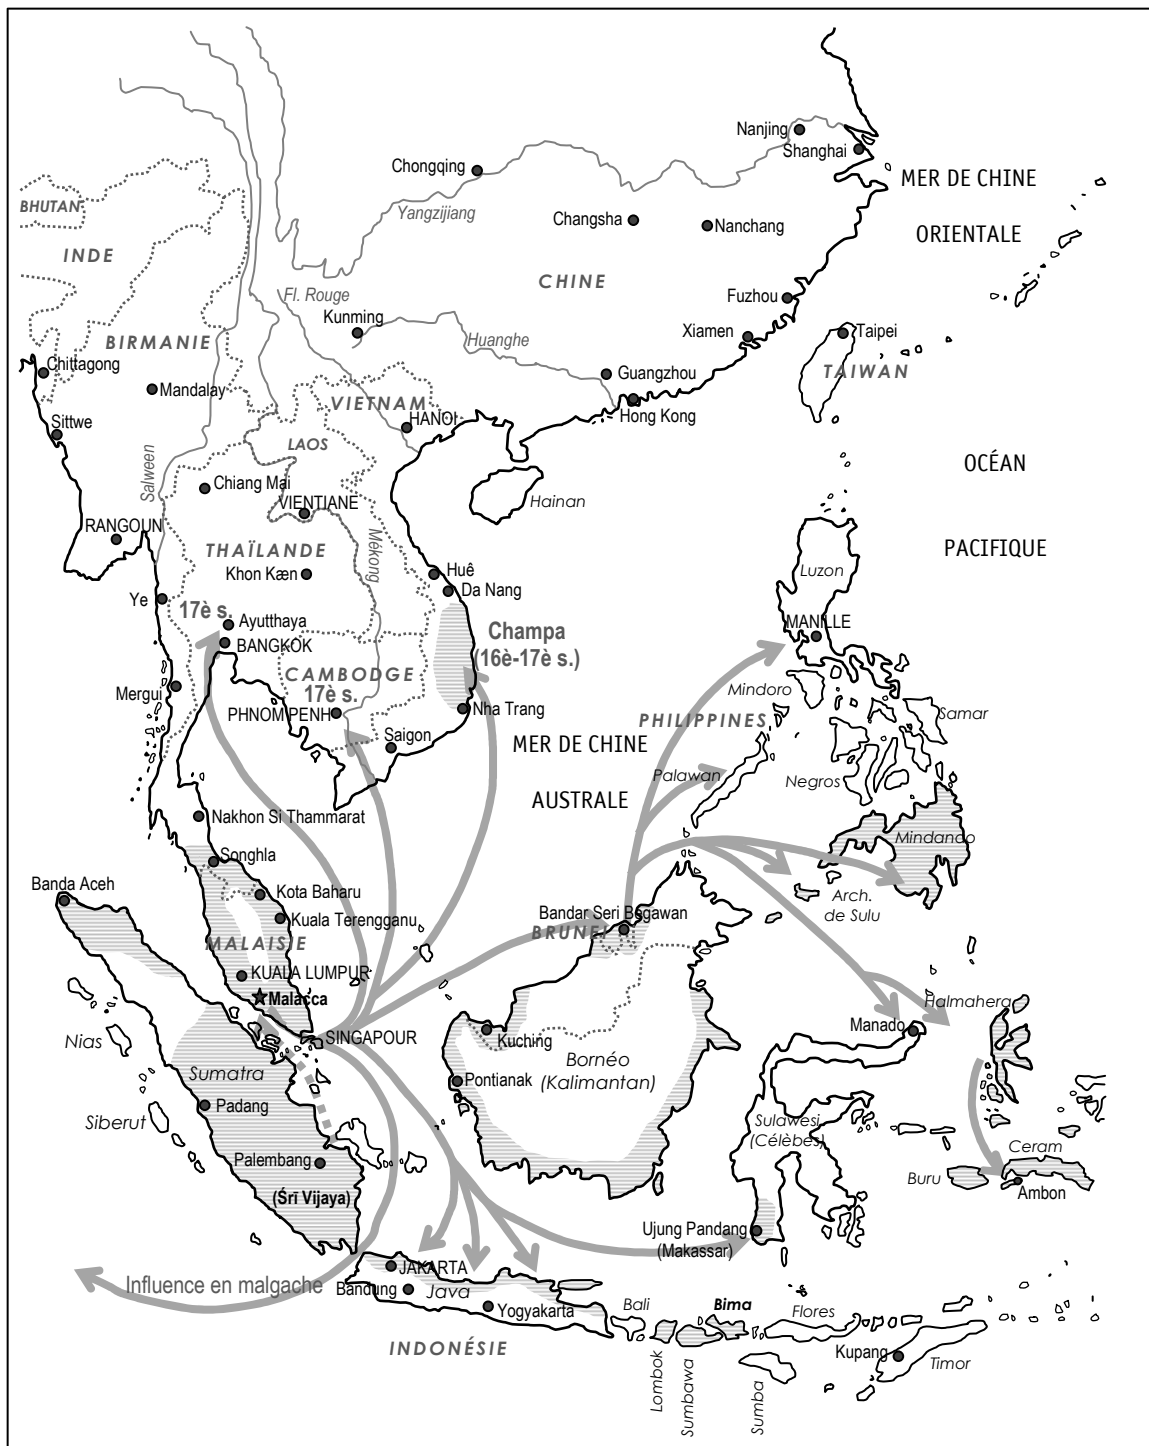 Nanjing
Shanghai
Chongqing
MER DE CHINE
BHUTAN
Yangzijiang
Changsha
Nanchang
ORIENTALE
INDE
CHINE
Fl. Rouge
Fuzhou
Kunming
BIRMANIE
Huanghe
Xiamen
Taipei
Chittagong
Guangzhou
TAIWAN
Mandalay
VIETNAM
HANOI
Hong Kong
Sittwe
LAOS
Salween
OCÉAN
Chiang Mai
VIENTIANE
Hainan
RANGOUN
Mékong
THAÏLANDE
PACIFIQUE
Khon Kæn
Huê
Luzon
Da Nang
Ye
17è s.
Ayutthaya
MANILLE
BANGKOK
Champa
(16è-17è s.)
CAMBODGE
Mergui
17è s.
Mindoro
PHNOM PENH
Nha Trang
PHILIPPINES
Samar
Saigon
MER DE CHINE
Palawan
Negros
AUSTRALE
Nakhon Si Thammarat
Mindanao
Songhla
Banda Aceh
Kota Baharu
Arch.
de Sulu
Kuala Terengganu
Bandar Seri Begawan
BRUNEI
MALAISIE
KUALA LUMPUR
Malacca
Halmahera
Nias
SINGAPOUR
Kuching
Manado
Sumatra
Bornéo
(Kalimantan)
Pontianak
Siberut
Padang
Sulawesi
(Célèbes)
Palembang
Ceram
Buru
(Śrī Vijaya)
Ambon
Ujung Pandang
(Makassar)
JAKARTA
Influence en malgache
Bandung
Java
Yogyakarta
Bali
Bima
Flores
INDONÉSIE
Lombok
Sumbawa
Sumba
Kupang
Timor